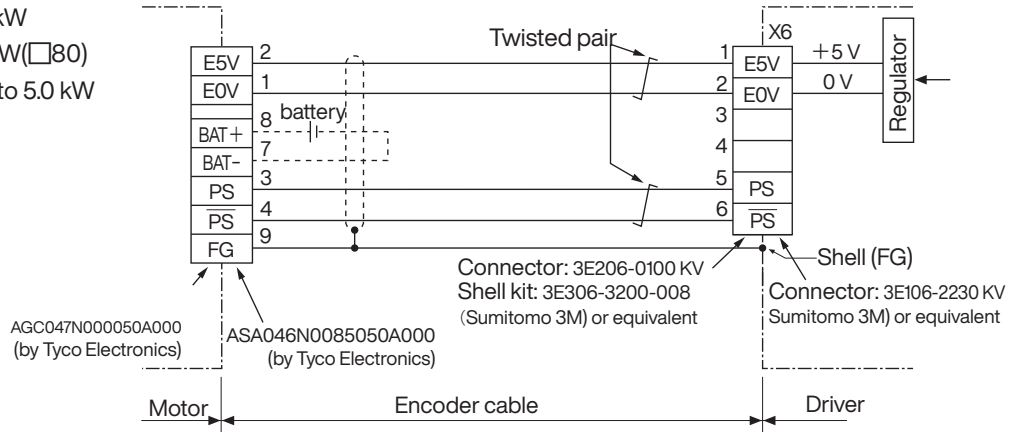 kW
W(□80)
to 5.0 kW
Twisted pair
X6
E5V 2
1 E5V
+5 V
E0V 1
2 E0V
0 V
Regulator
battery
3
8
BAT+
4
7
BAT-
PS 3
5 PS
P̅S̅ 4
6 P̅S̅
FG 9
Shell (FG)
Connector: 3E206-0100 KV
Shell kit: 3E306-3200-008
(Sumitomo 3M) or equivalent
Connector: 3E106-2230 KV
Sumitomo 3M) or equivalent
AGC047N000050A000
(by Tyco Electronics)
ASA046N0085050A000
(by Tyco Electronics)
Motor
Encoder cable
Driver